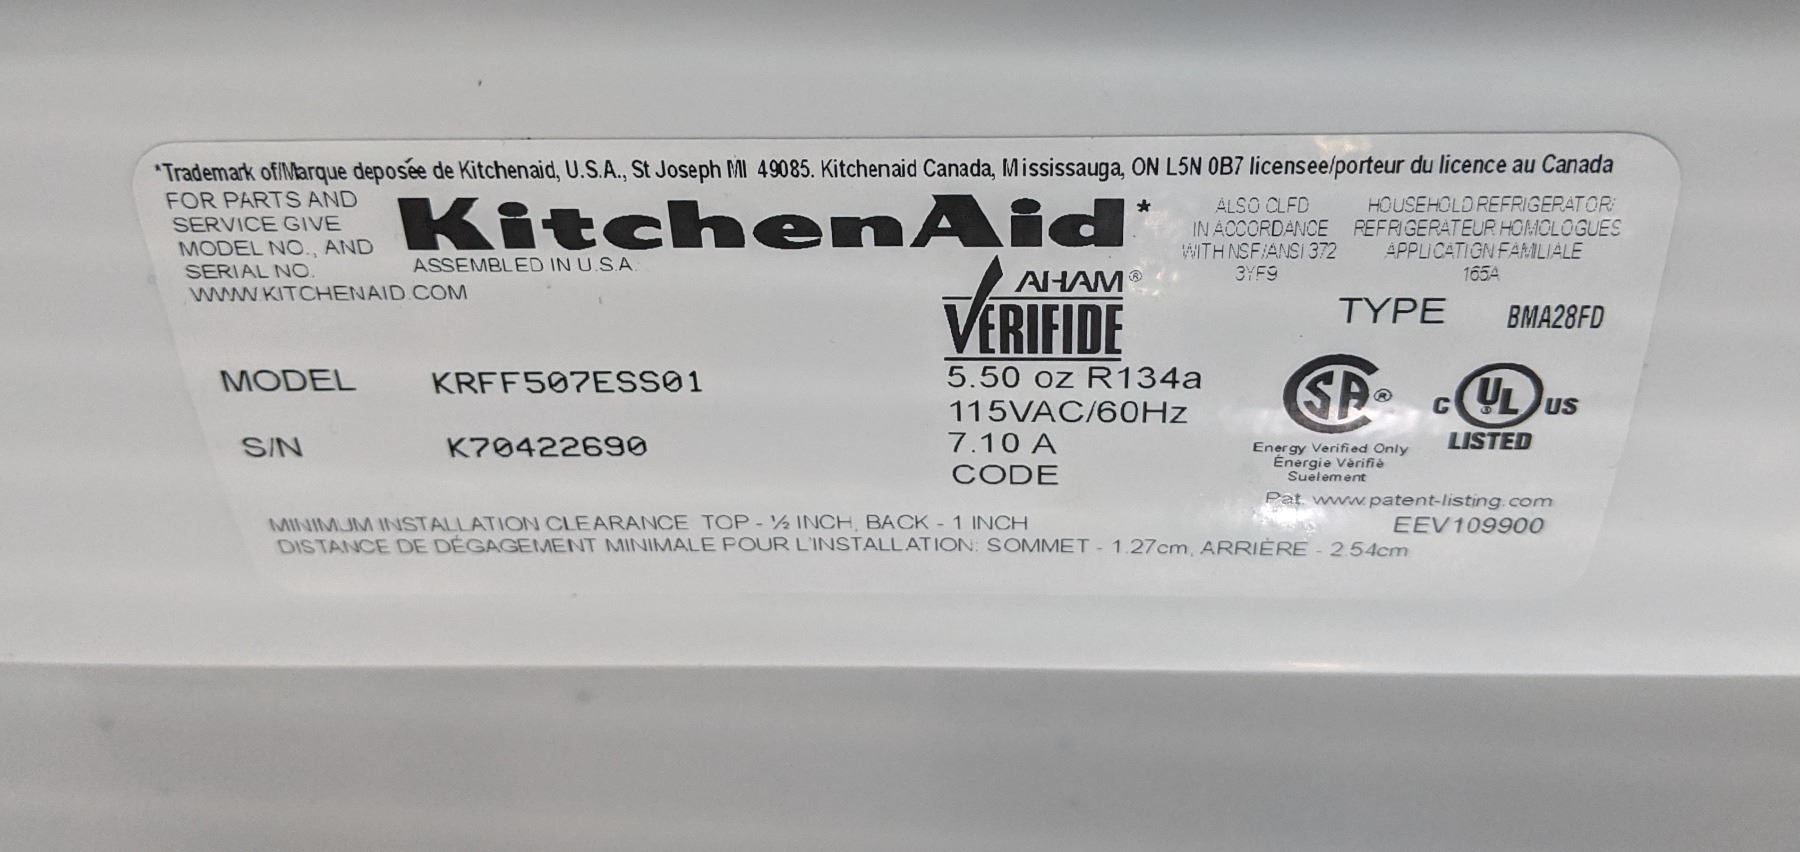 *Trademark of/Marque deposée de Kitchenaid, U.S.A., St Joseph MI 49085. Kitchenaid Canada, Mississauga, ON L5N 0B7 licensee/porteur du licence au Canada
FOR PARTS AND
SERVICE GIVE
MODEL NO., AND
SERIAL NO.
WWW.KITCHENAID.COM
KitchenAid*
ASSEMBLED IN U.S.A.
AHAM®
VERIFIDE
ALSO CLFD
IN ACCORDANCE
WITH NSF/ANSI 372
3YF9
HOUSEHOLD REFRIGERATOR/
REFRIGERATEUR HOMOLOGUES
APPLICATION FAMILIALE
165A
TYPE BMA28FD
MODEL KRFF507ESS01
S/N K70422690
5.50 oz R134a
115VAC/60Hz
7.10 A
CODE
SA®
Energy Verified Only
Énergie Vèrifiè
Suelement
C UL® US
LISTED
Pat. www.patent-listing.com
EEV109900
MINIMUM INSTALLATION CLEARANCE TOP - ½ INCH, BACK - 1 INCH
DISTANCE DE DÉGAGEMENT MINIMALE POUR L'INSTALLATION: SOMMET - 1.27cm, ARRIÈRE - 2.54cm